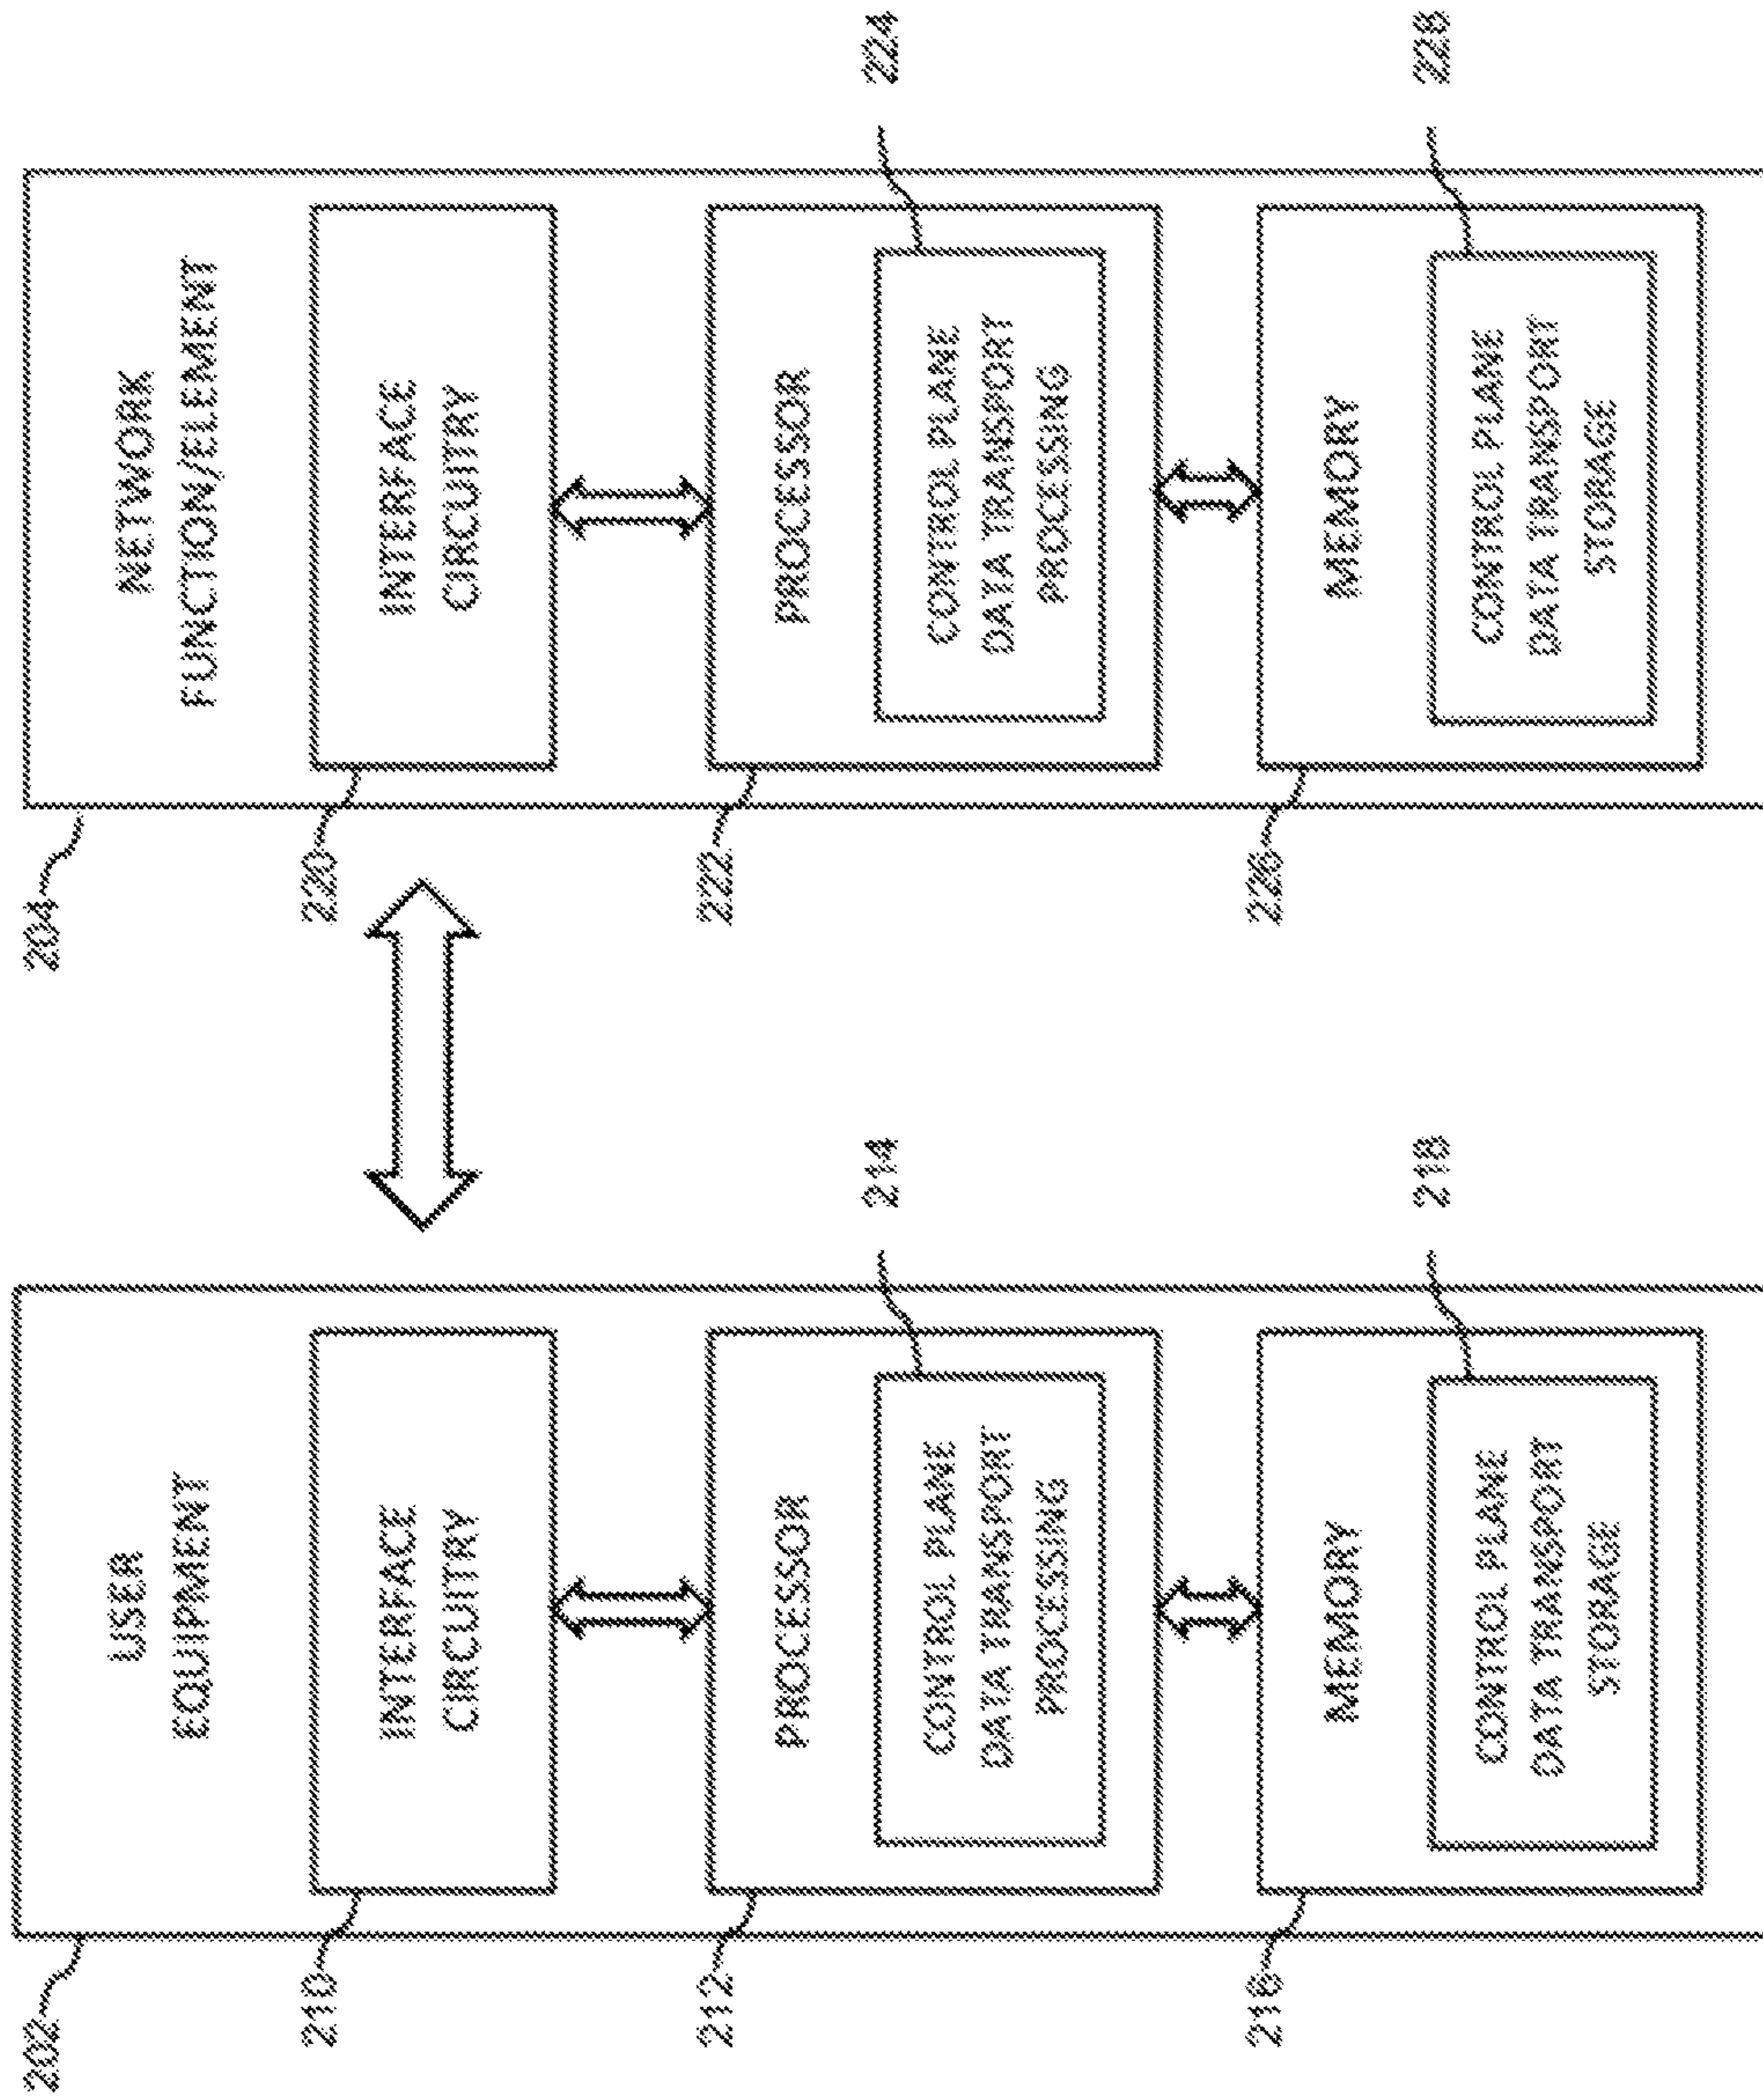 202
USER
EQUIPMENT
210
INTERFACE
CIRCUITRY
212
PROCESSOR
214
CONTROL PLANE
DATA TRANSPORT
PROCESSING
216
MEMORY
218
CONTROL PLANE
DATA TRANSPORT
STORAGE
204
NETWORK
FUNCTION/ELEMENT
220
INTERFACE
CIRCUITRY
222
PROCESSOR
224
CONTROL PLANE
DATA TRANSPORT
PROCESSING
226
MEMORY
228
CONTROL PLANE
DATA TRANSPORT
STORAGE